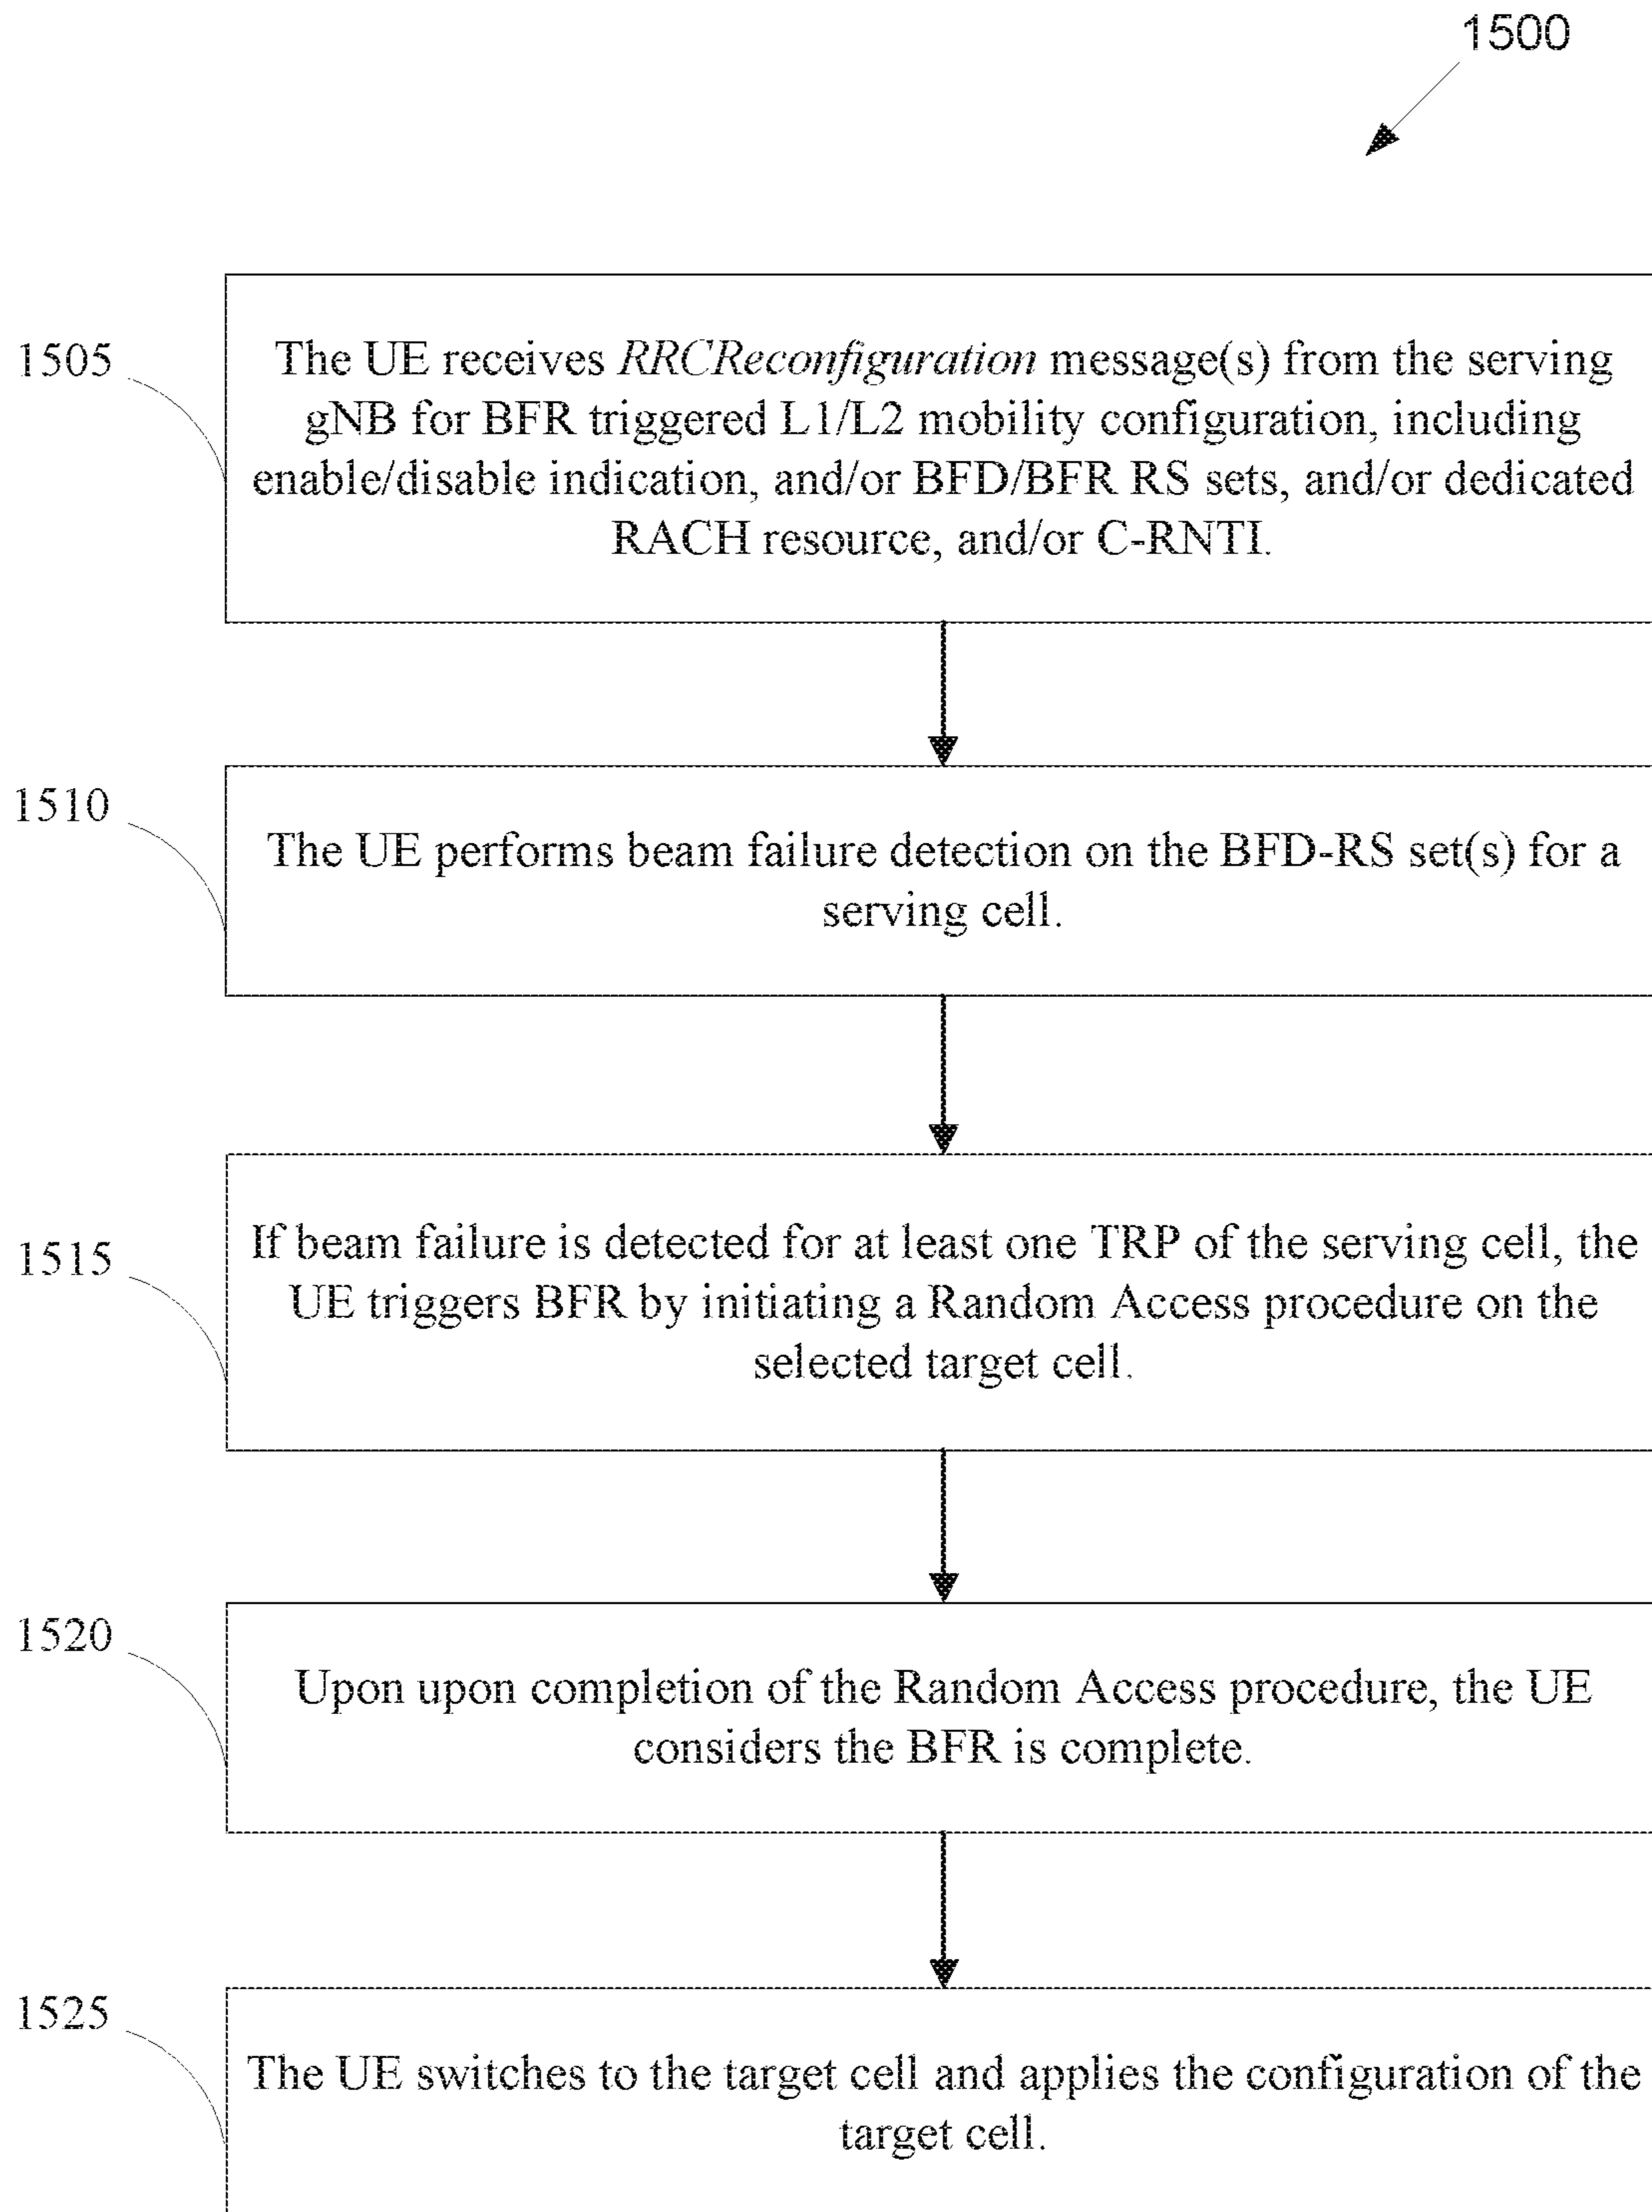 1500
1505
The UE receives RRCReconfiguration message(s) from the serving
gNB for BFR triggered L1/L2 mobility configuration, including
enable/disable indication, and/or BFD/BFR RS sets, and/or dedicated
RACH resource, and/or C-RNTI.
1510
The UE performs beam failure detection on the BFD-RS set(s) for a
serving cell.
1515
If beam failure is detected for at least one TRP of the serving cell, the
UE triggers BFR by initiating a Random Access procedure on the
selected target cell.
1520
Upon upon completion of the Random Access procedure, the UE
considers the BFR is complete.
1525
The UE switches to the target cell and applies the configuration of the
target cell.